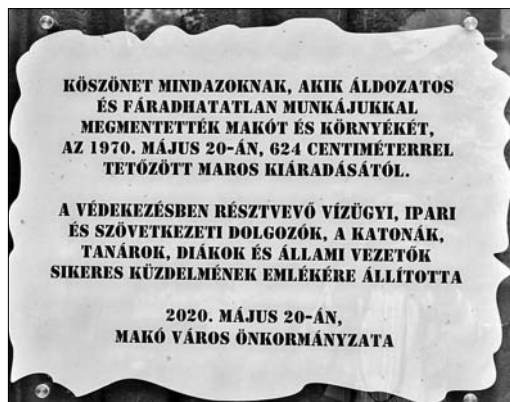 KÖSZÖNET MINDAZOKNAK, AKIK ÁLDOZATOS
ÉS FÁRADHATATLAN MUNKÁJUKKAL
MEGMENTETTÉK MAKÓT ÉS KÖRNYÉKÉT,
AZ 1970. MÁJUS 20-ÁN, 624 CENTIMÉTERREL
TETŐZÖTT MAROS KIÁRADÁSÁTÓL.
A VÉDEKEZÉSBEN RÉSZTVEVŐ VÍZÜGYI, IPARI
ÉS SZÖVETKEZETI DOLGOZÓK, A KATONÁK,
TANÁROK, DIÁKOK ÉS ÁLLAMI VEZETŐK
SIKERES KÜZDELMÉNEK EMLÉKÉRE ÁLLÍTOTTA
2020. MÁJUS 20-ÁN,
MAKÓ VÁROS ÖNKORMÁNYZATA